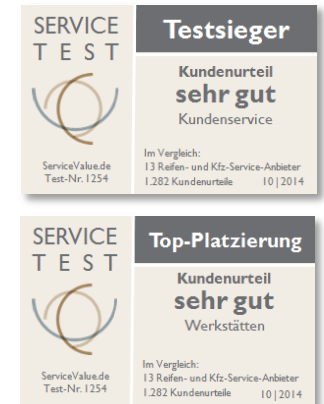 SERVICE
TEST
ServiceValue.de
Test-Nr. 1254
Testsieger
Kundenurteil
sehr gut
Kundenservice
Im Vergleich:
13 Reifen- und Kfz-Service-Anbieter
1.282 Kundenurteile 10|2014
SERVICE
TEST
ServiceValue.de
Test-Nr. 1254
Top-Platzierung
Kundenurteil
sehr gut
Werkstätten
Im Vergleich:
13 Reifen- und Kfz-Service-Anbieter
1.282 Kundenurteile 10|2014